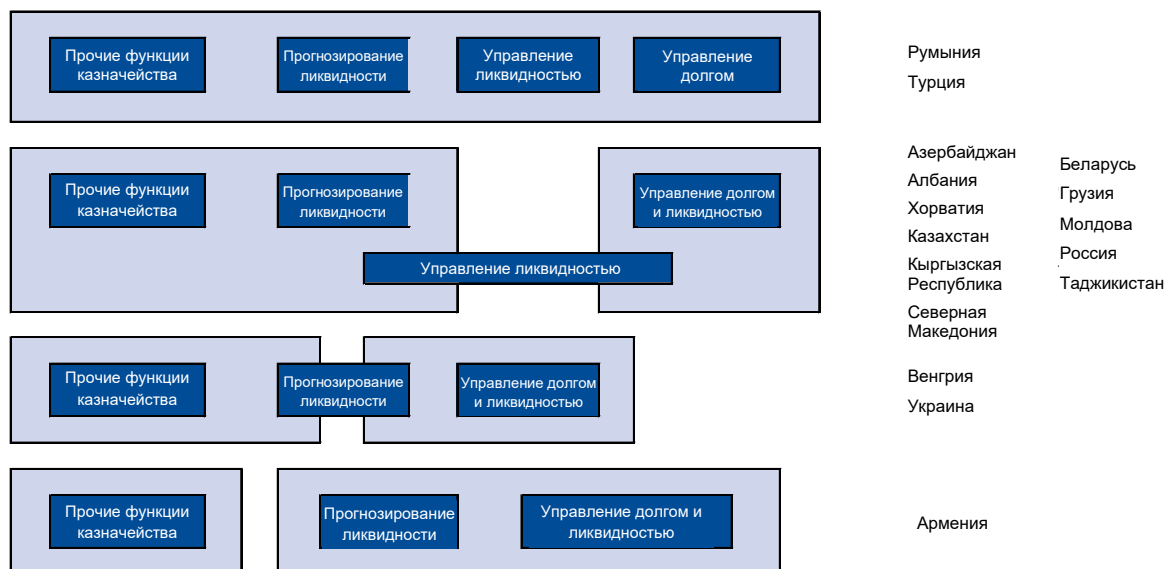 Прочие функции
казначейства
Прогнозирование
ликвидности
Управление
ликвидностью
Управление
долгом
Румыния
Турция
Прочие функции
казначейства
Прогнозирование
ликвидности
Управление долгом
и ликвидностью
Управление ликвидностью
Азербайджан
Албания
Хорватия
Казахстан
Кыргызская
Республика
Северная
Македония
Беларусь
Грузия
Молдова
Россия
Таджикистан
Прочие функции
казначейства
Прогнозирование
ликвидности
Управление долгом
и ликвидностью
Венгрия
Украина
Прочие функции
казначейства
Прогнозирование
ликвидности
Управление долгом и
ликвидностью
Армения